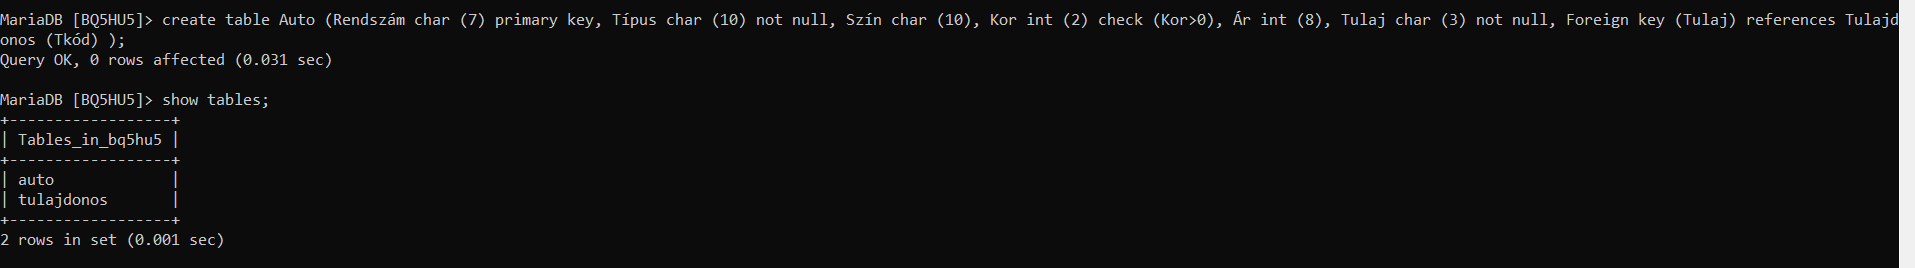 MariaDB [BQ5HU5]> create table Auto (Rendszám char (7) primary key, Típus char (10) not null, Szín char (10), Kor int (2) check (Kor>0), Ár int (8), Tulaj char (3) not null, Foreign key (Tulaj) references Tulajd
onos (Tkód) );
Query OK, 0 rows affected (0.031 sec)
MariaDB [BQ5HU5]> show tables;
+------------------+
| Tables_in_bq5hu5 |
+------------------+
| auto             |
| tulajdonos       |
+------------------+
2 rows in set (0.001 sec)